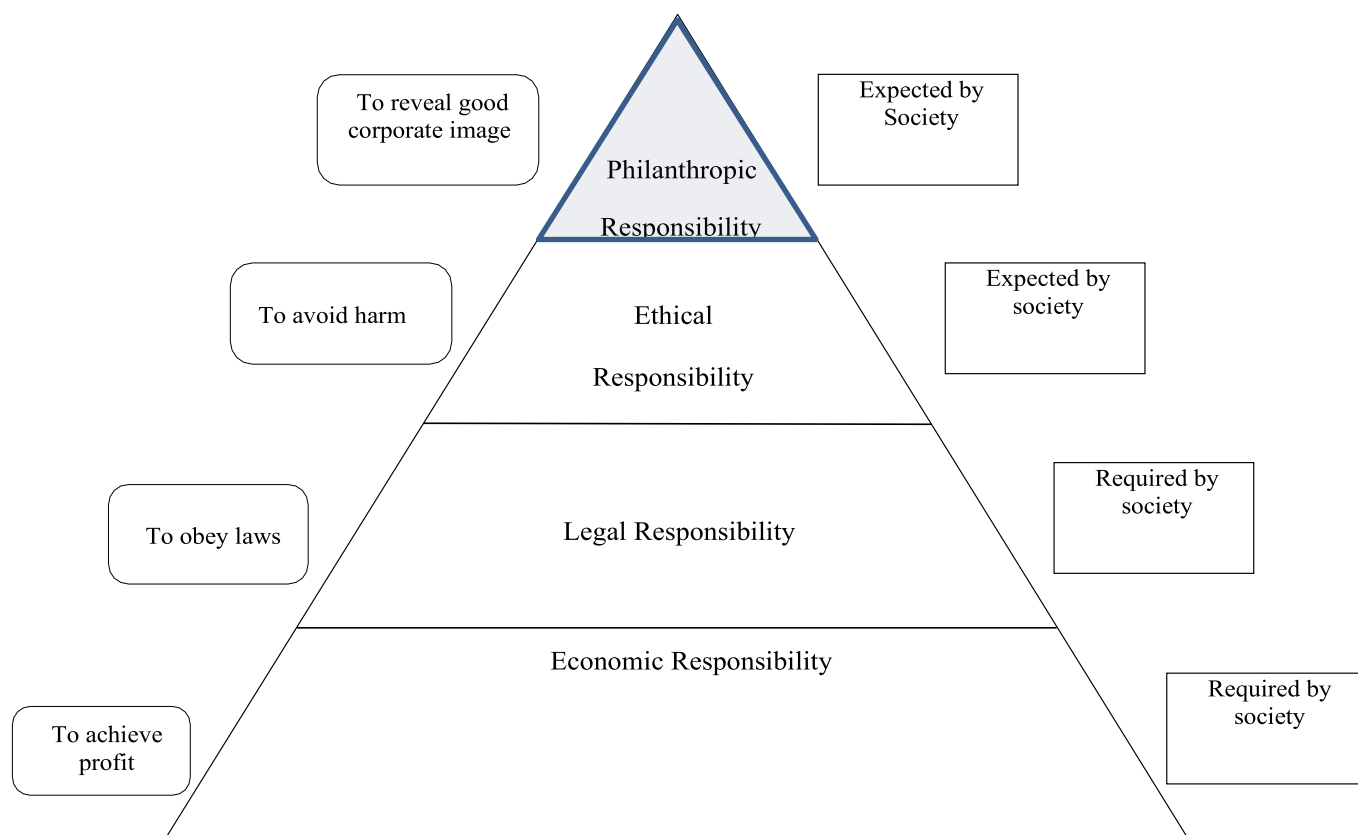 To reveal good
corporate image
Philanthropic
Responsibility
Expected by
Society
To avoid harm
Ethical
Responsibility
Expected by
society
To obey laws
Legal Responsibility
Required by
society
To achieve
profit
Economic Responsibility
Required by
society